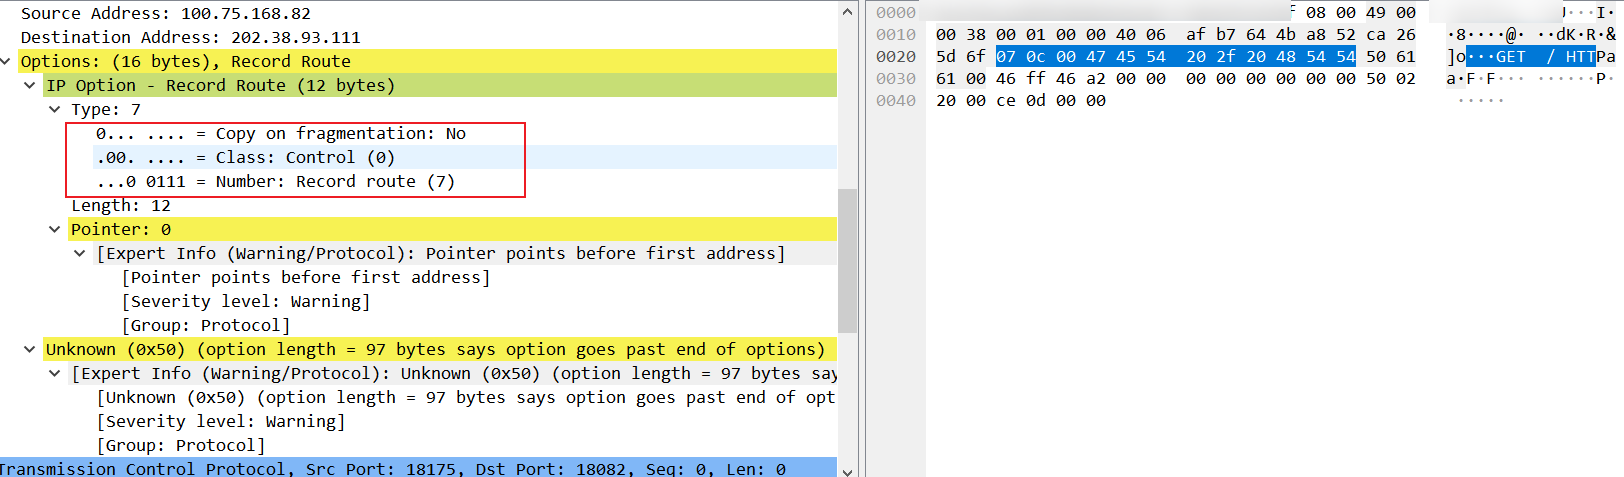 Source Address: 100.75.168.82
Destination Address: 202.38.93.111
Options: (16 bytes), Record Route
IP Option - Record Route (12 bytes)
Type: 7
0... .... = Copy on fragmentation: No
.00. .... = Class: Control (0)
...0 0111 = Number: Record route (7)
Length: 12
Pointer: 0
[Expert Info (Warning/Protocol): Pointer points before first address]
[Pointer points before first address]
[Severity level: Warning]
[Group: Protocol]
Unknown (0x50) (option length = 97 bytes says option goes past end of options)
[Expert Info (Warning/Protocol): Unknown (0x50) (option length = 97 bytes say
[Unknown (0x50) (option length = 97 bytes says option goes past end of opt
[Severity level: Warning]
[Group: Protocol]
Transmission Control Protocol, Src Port: 18175, Dst Port: 18082, Seq: 0, Len: 0
0000 08 00 49 00 ···I·
0010 00 38 00 01 00 00 40 06 af b7 64 4b a8 52 ca 26 ·8····@· ··dK·R·&
0020 5d 6f 07 0c 00 47 45 54 20 2f 20 48 54 54 50 61 ]o···GET / HTTPa
0030 61 00 46 ff 46 a2 00 00 00 00 00 00 00 00 50 02 a·F·F··· ······P·
0040 20 00 ce 0d 00 00 ·····